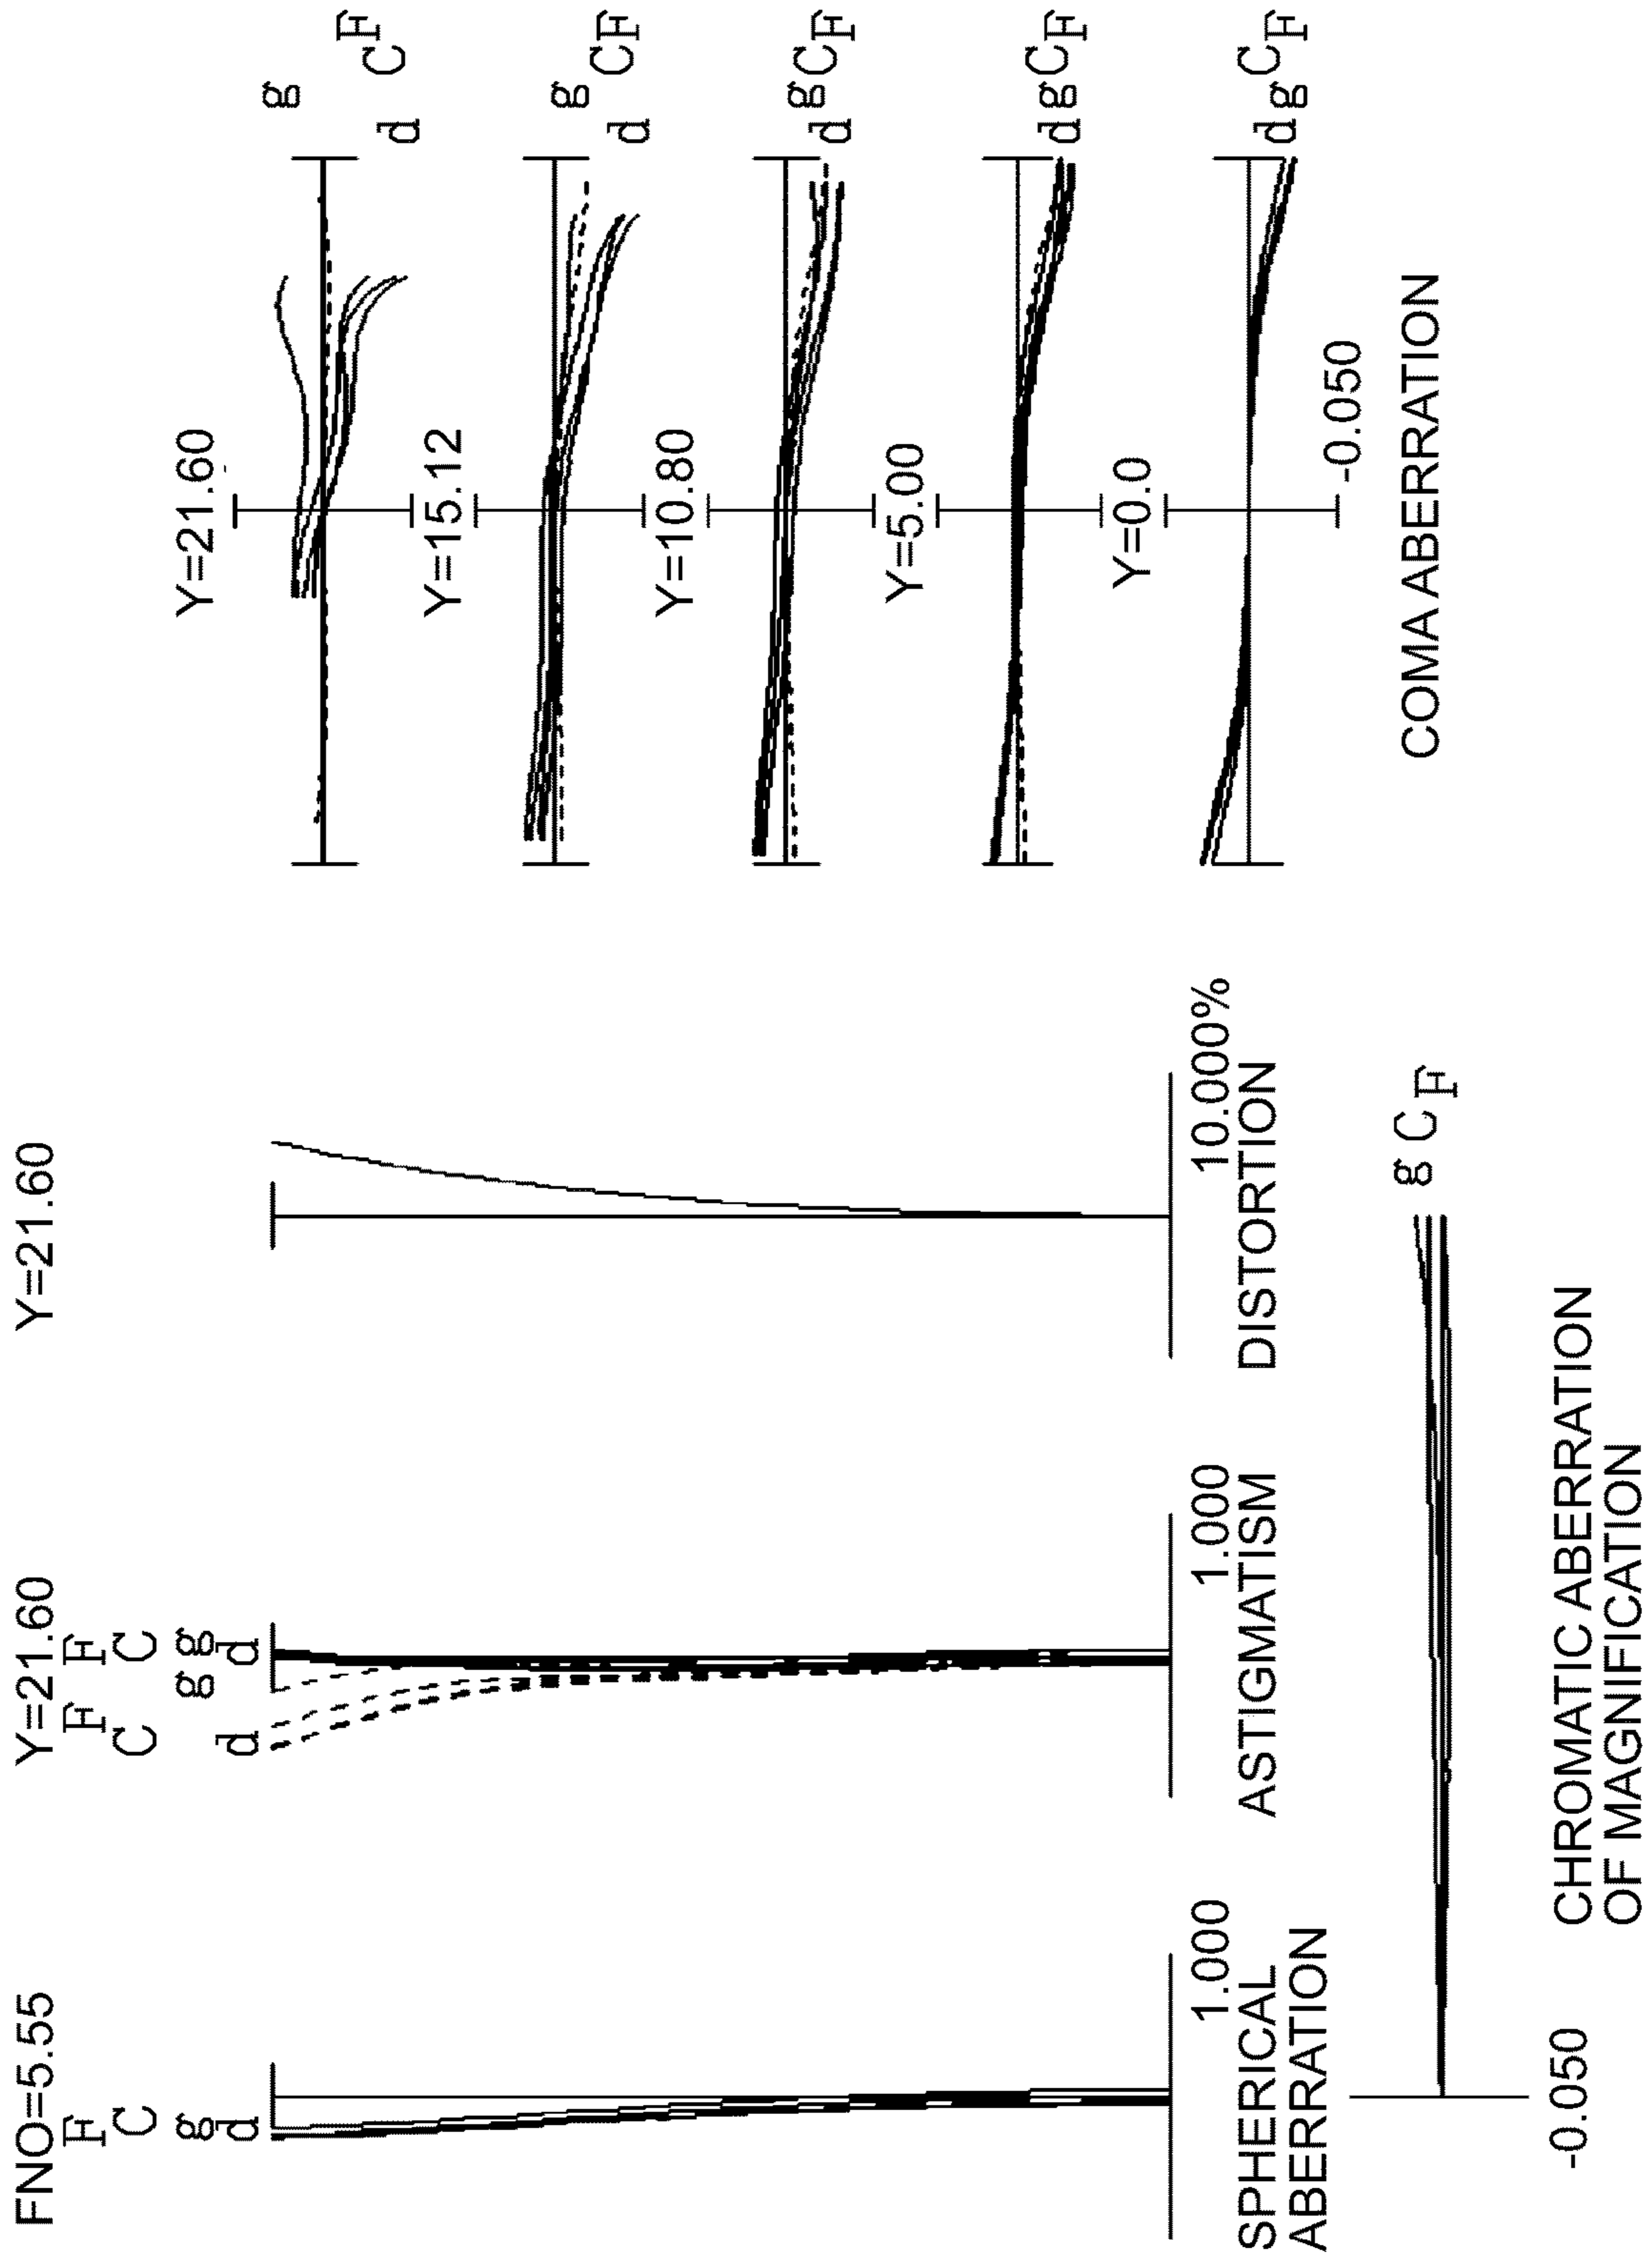 FNO=5.55
F
C
g
d
1.000
SPHERICAL
ABERRATION
Y=21.60
F F
C C
g g
d d
1.000
ASTIGMATISM
Y=21.60
10.000%
DISTORTION
Y=21.60
g
F
C
d
Y=15.12
g
F
C
d
Y=10.80
g
C
F
d
Y=5.00
g
C
F
d
Y=0.0
C
F
g
d
-0.050
COMA ABERRATION
g
C
F
-0.050
CHROMATIC ABERRATION
OF MAGNIFICATION